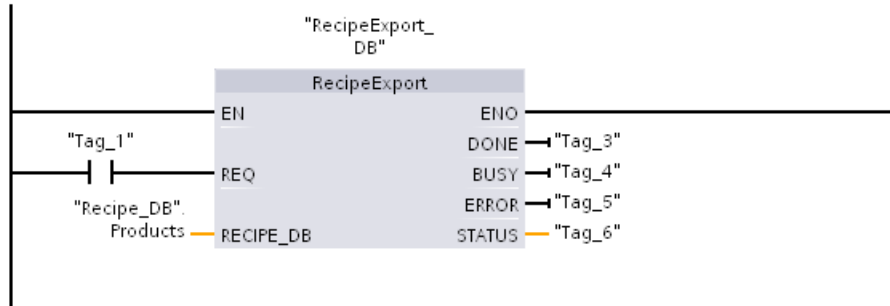 "RecipeExport_
DB"
RecipeExport
EN ENO
"Tag_1" DONE "Tag_3"
REQ BUSY "Tag_4"
"Recipe_DB". ERROR "Tag_5"
Products RECIPE_DB STATUS "Tag_6"